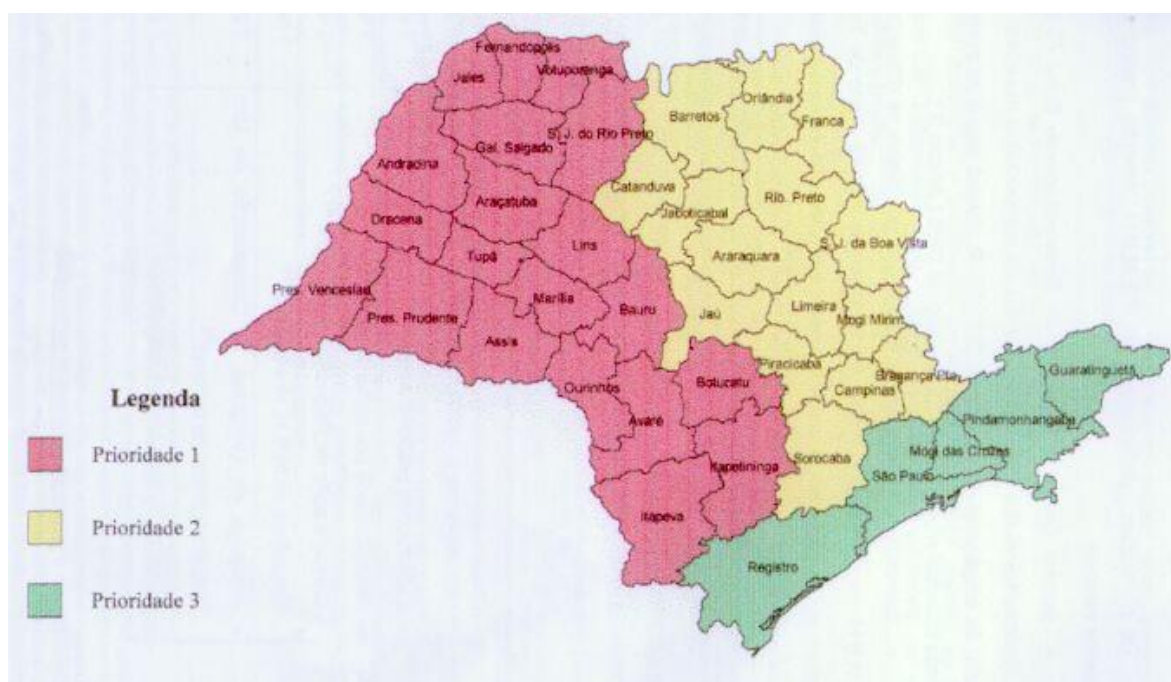 Fernandópolis
Jales
Votuporanga
Orlândia
Barretos
Franca
S. J. do Rio Preto
Gal. Salgado
Andradina
Catanduva
Rib. Preto
Araçatuba
Jaboticabal
Dracena
Lins
S. J. da Boa Vista
Tupã
Araraquara
Pres. Venceslau
Marília
Bauru
Jaú
Limeira
Mogi Mirim
Pres. Prudente
Assis
Piracicaba
Guaratinguetá
Bragança Pta
Ourinhos
Botucatu
Campinas
Legenda
Avaré
Pindamonhangaba
Mogi das Cruzes
Prioridade 1
Sorocaba
Itapetininga
São Paulo
Itapeva
Prioridade 2
Registro
Prioridade 3